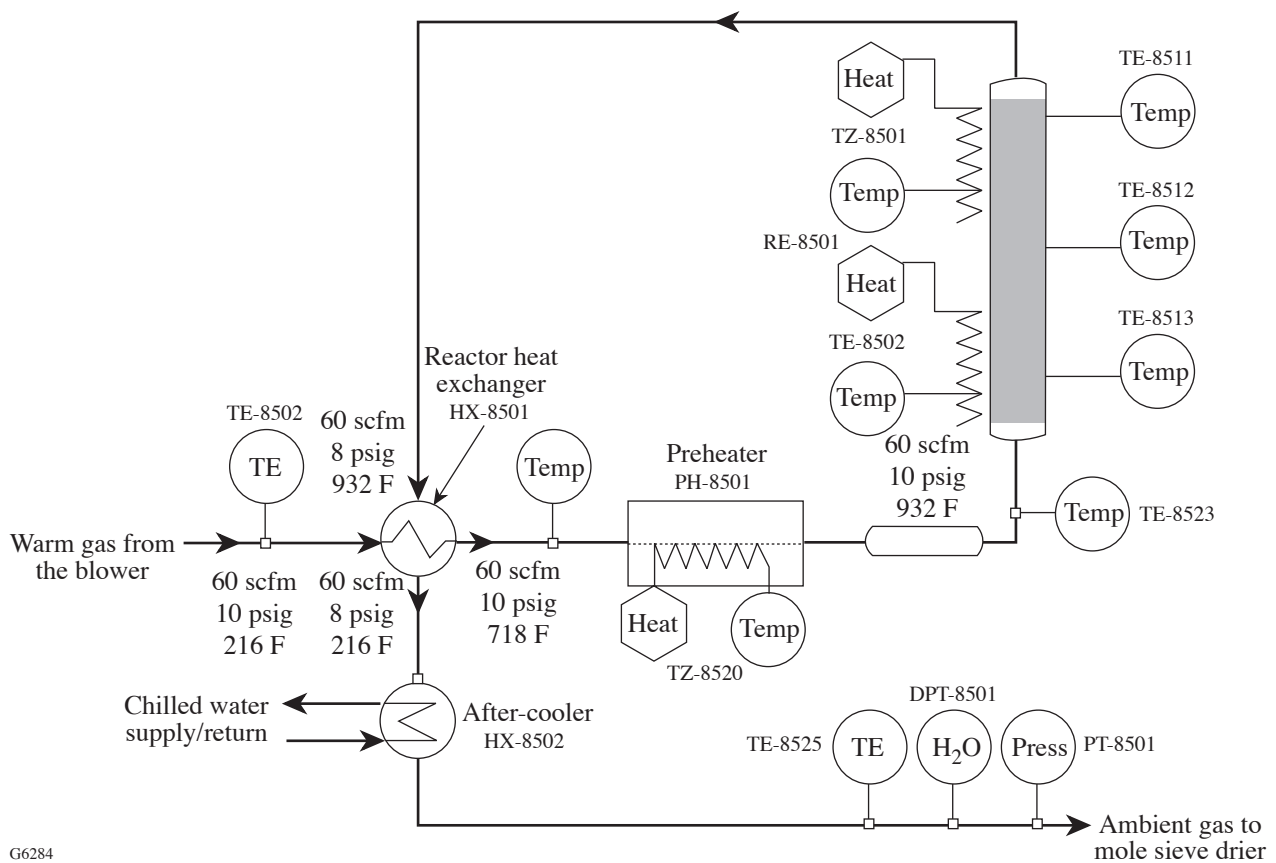 TE-8511
Heat
Temp
TZ-8501
TE-8512
Temp
Temp
RE-8501
Heat
TE-8513
TE-8502
Temp
Temp
Reactor heat
exchanger
HX-8501
TE-8502
60 scfm
8 psig
932 F
TE
Temp
Preheater
PH-8501
60 scfm
10 psig
932 F
Temp
TE-8523
Warm gas from
the blower
60 scfm
10 psig
216 F
60 scfm
8 psig
216 F
60 scfm
10 psig
718 F
Heat
Temp
TZ-8520
Chilled water
supply/return
After-cooler
HX-8502
DPT-8501
TE-8525
TE
H2O
Press
PT-8501
Ambient gas to
mole sieve drier
G6284